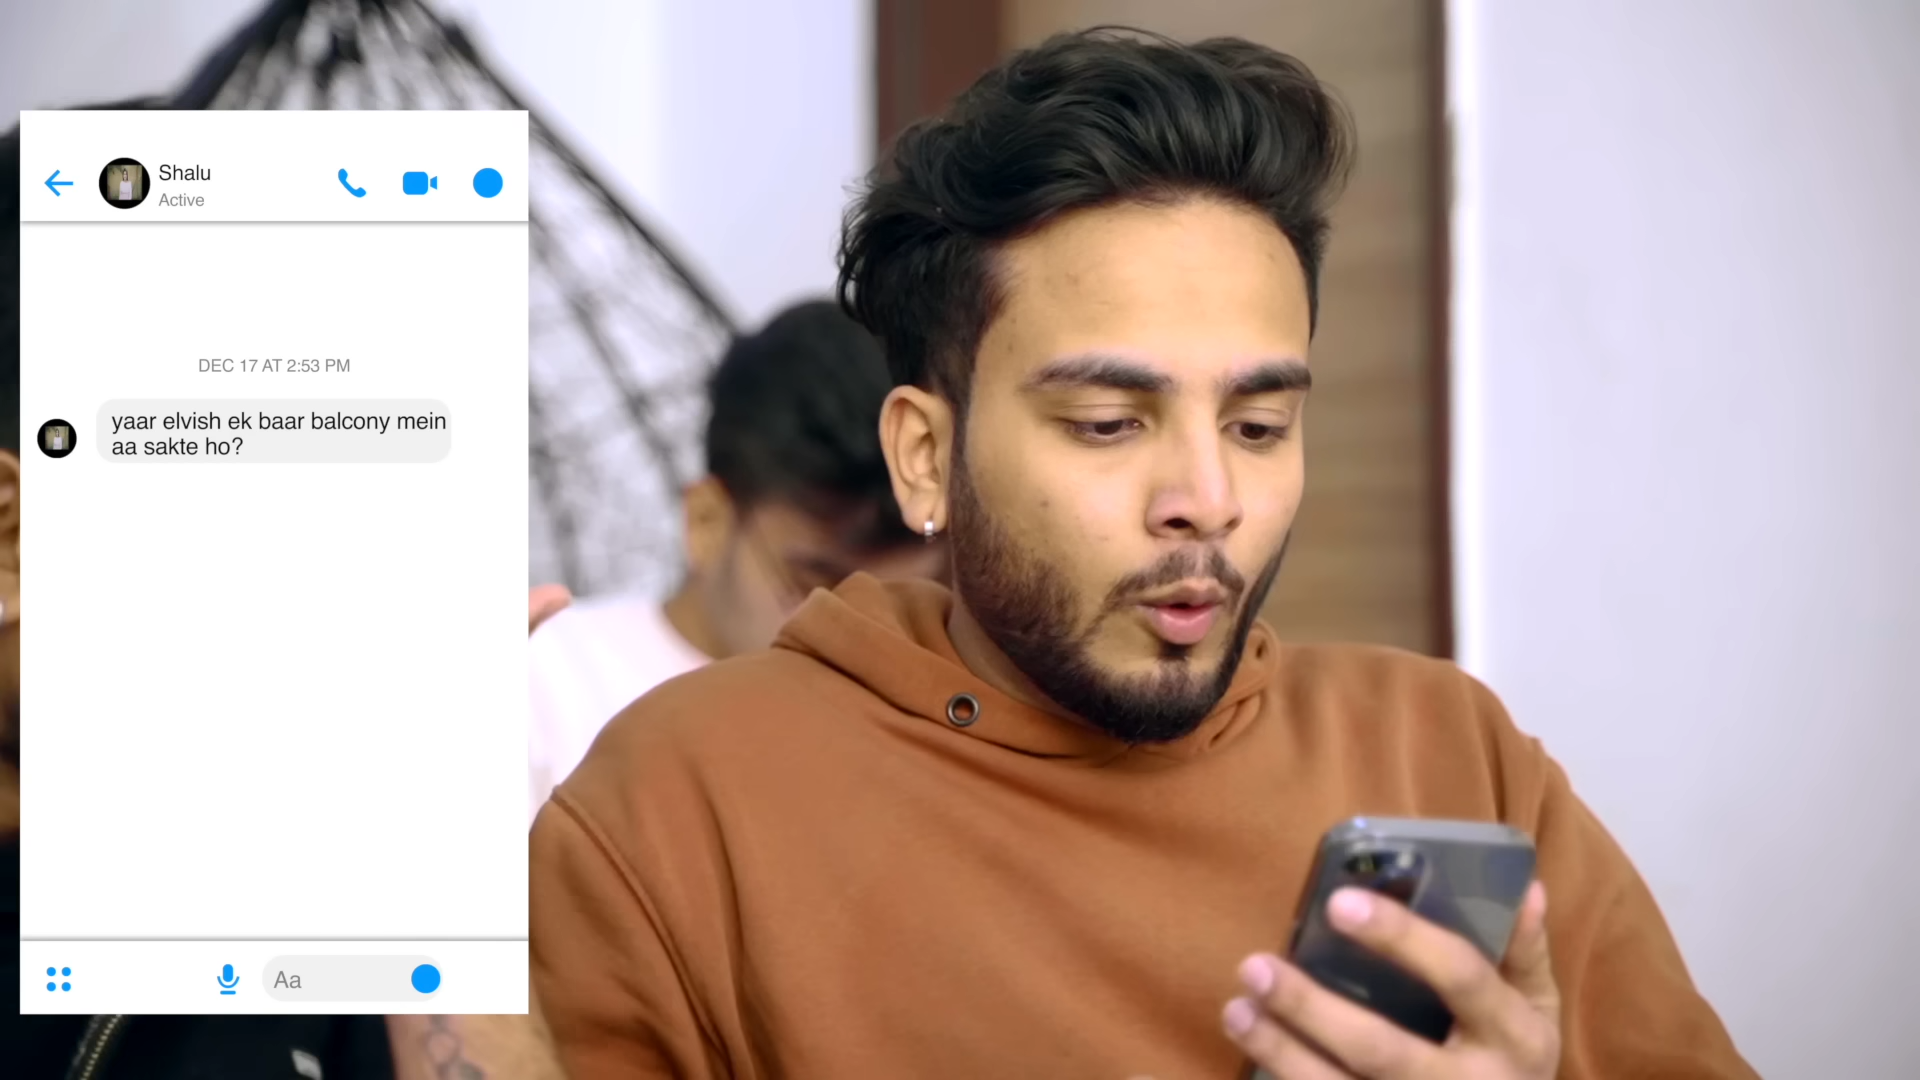 Shalu
Active
DEC 17 AT 2:53 PM
yaar elvish ek baar balcony mein
aa sakte ho?
Aa